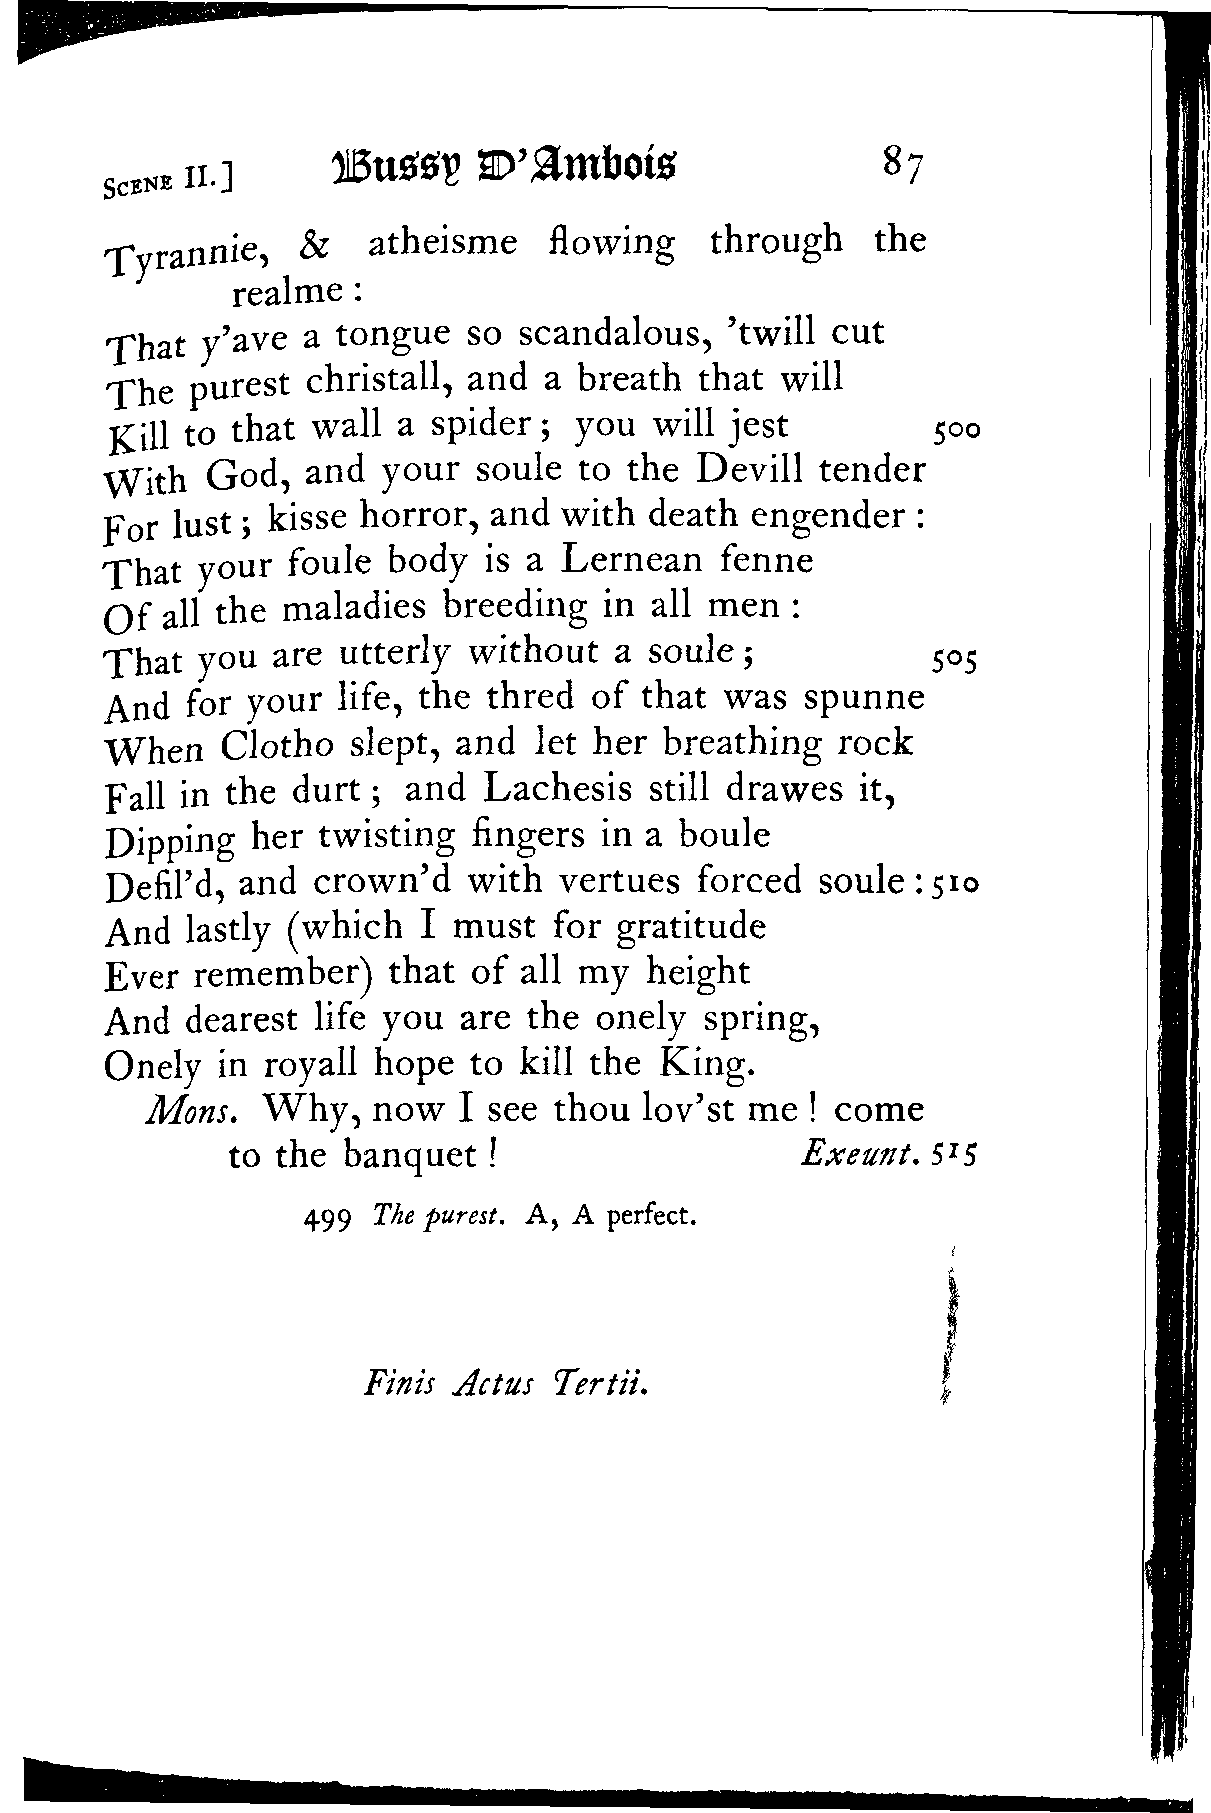 SCENE II.] Bussy D'Ambois 87
Tyrannie, & atheisme flowing through the
realme :
That y'ave a tongue so scandalous, 'twill cut
The purest christall, and a breath that will
Kill to that wall a spider ; you will jest 500
With God, and your soule to the Devill tender
For lust ; kisse horror, and with death engender :
That your foule body is a Lernean fenne
Of all the maladies breeding in all men :
That you are utterly without a soule ; 505
And for your life, the thred of that was spunne
When Clotho slept, and let her breathing rock
Fall in the durt ; and Lachesis still drawes it,
Dipping her twisting fingers in a boule
Defil'd, and crown'd with vertues forced soule : 510
And lastly (which I must for gratitude
Ever remember) that of all my height
And dearest life you are the onely spring,
Onely in royall hope to kill the King.
Mons. Why, now I see thou lov'st me ! come
to the banquet ! Exeunt. 515
499 The purest. A, A perfect.
Finis Actus Tertii.